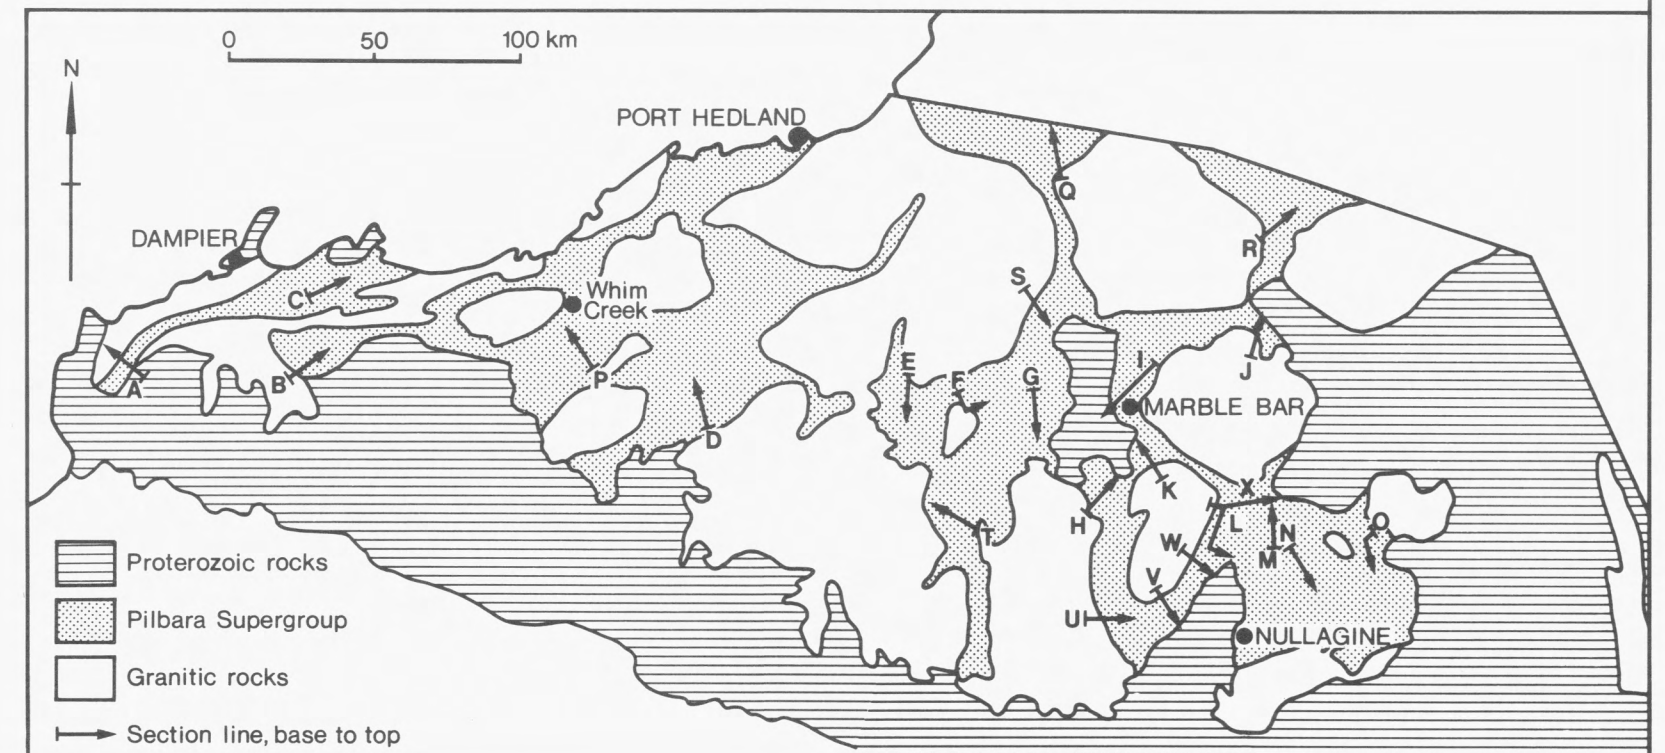 0 50 100 km
N
PORT HEDLAND
DAMPIER
Whim
Creek
MARBLE BAR
NULLAGINE
A
B
C
D
E
F
G
H
I
J
K
L
M
N
O
P
Q
R
S
T
U
V
W
X
Proterozoic rocks
Pilbara Supergroup
Granitic rocks
Section line, base to top